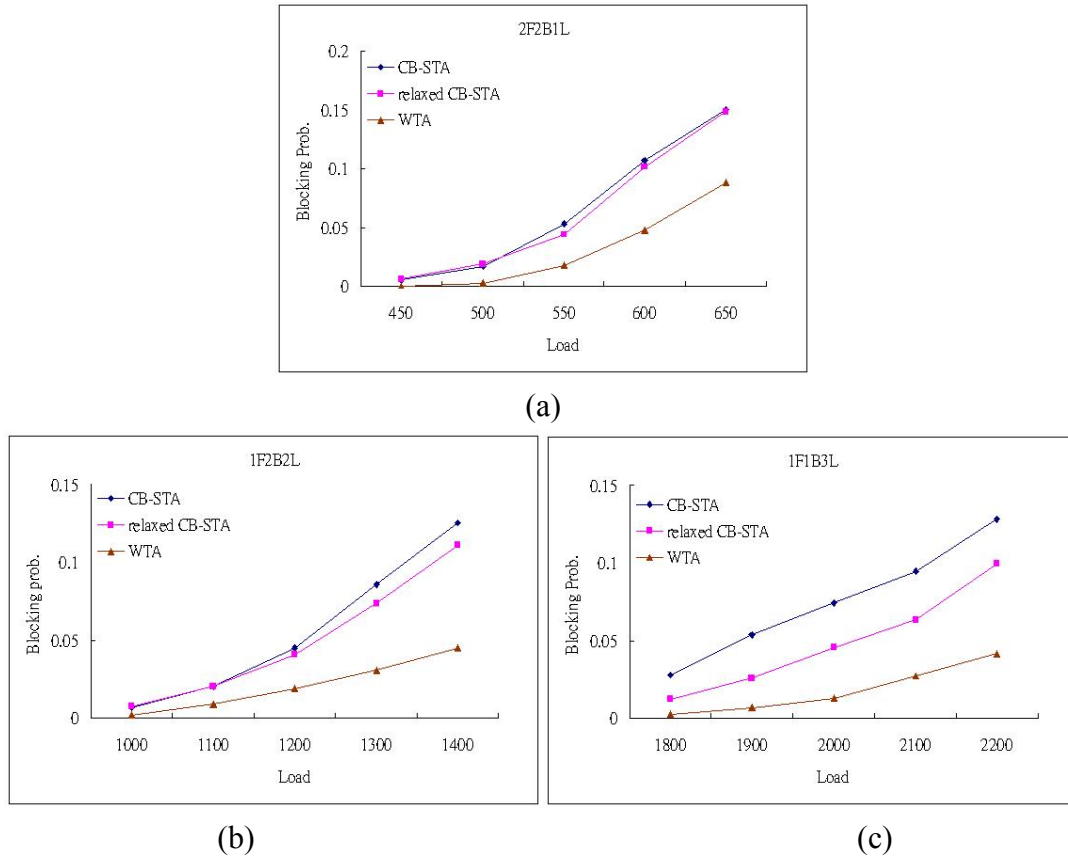 2F2B1L
0.2
0.15
0.1
0.05
0
Blocking Prob.
CB-STA
relaxed CB-STA
WTA
450 500 550 600 650
Load
(a)
1F2B2L
0.15
0.1
0.05
0
Blocking prob.
CB-STA
relaxed CB-STA
WTA
1000 1100 1200 1300 1400
Load
(b)
1F1B3L
0.15
0.1
0.05
0
Blocking Prob.
CB-STA
relaxed CB-STA
WTA
1800 1900 2000 2100 2200
Load
(c)